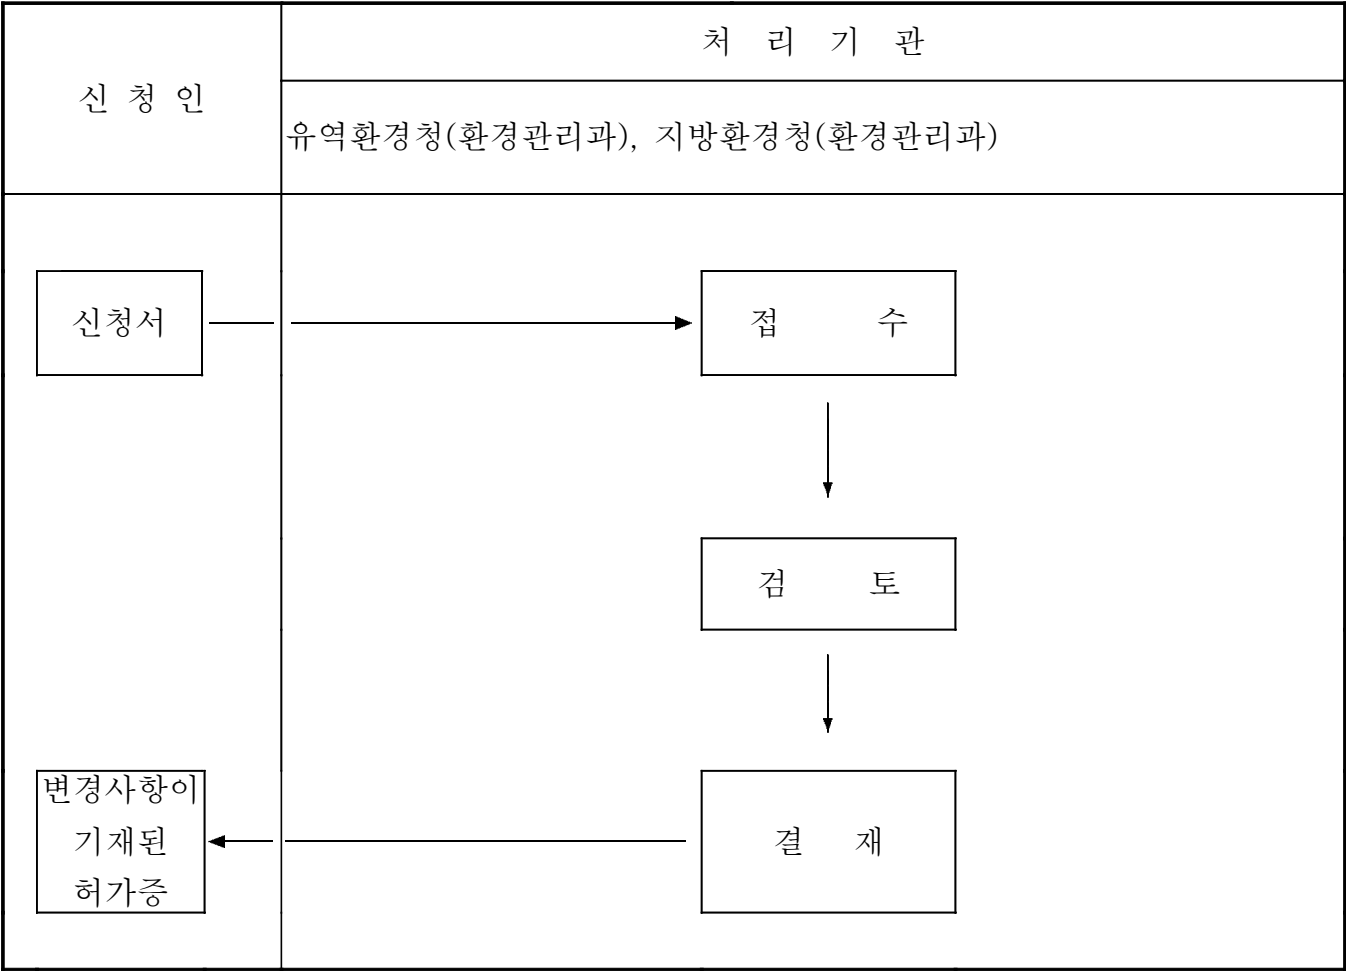 신 청 인
처 리 기 관
유역환경청(환경관리과), 지방환경청(환경관리과)
신청서
접 수
검 토
결 재
변경사항이
기재된
허가증